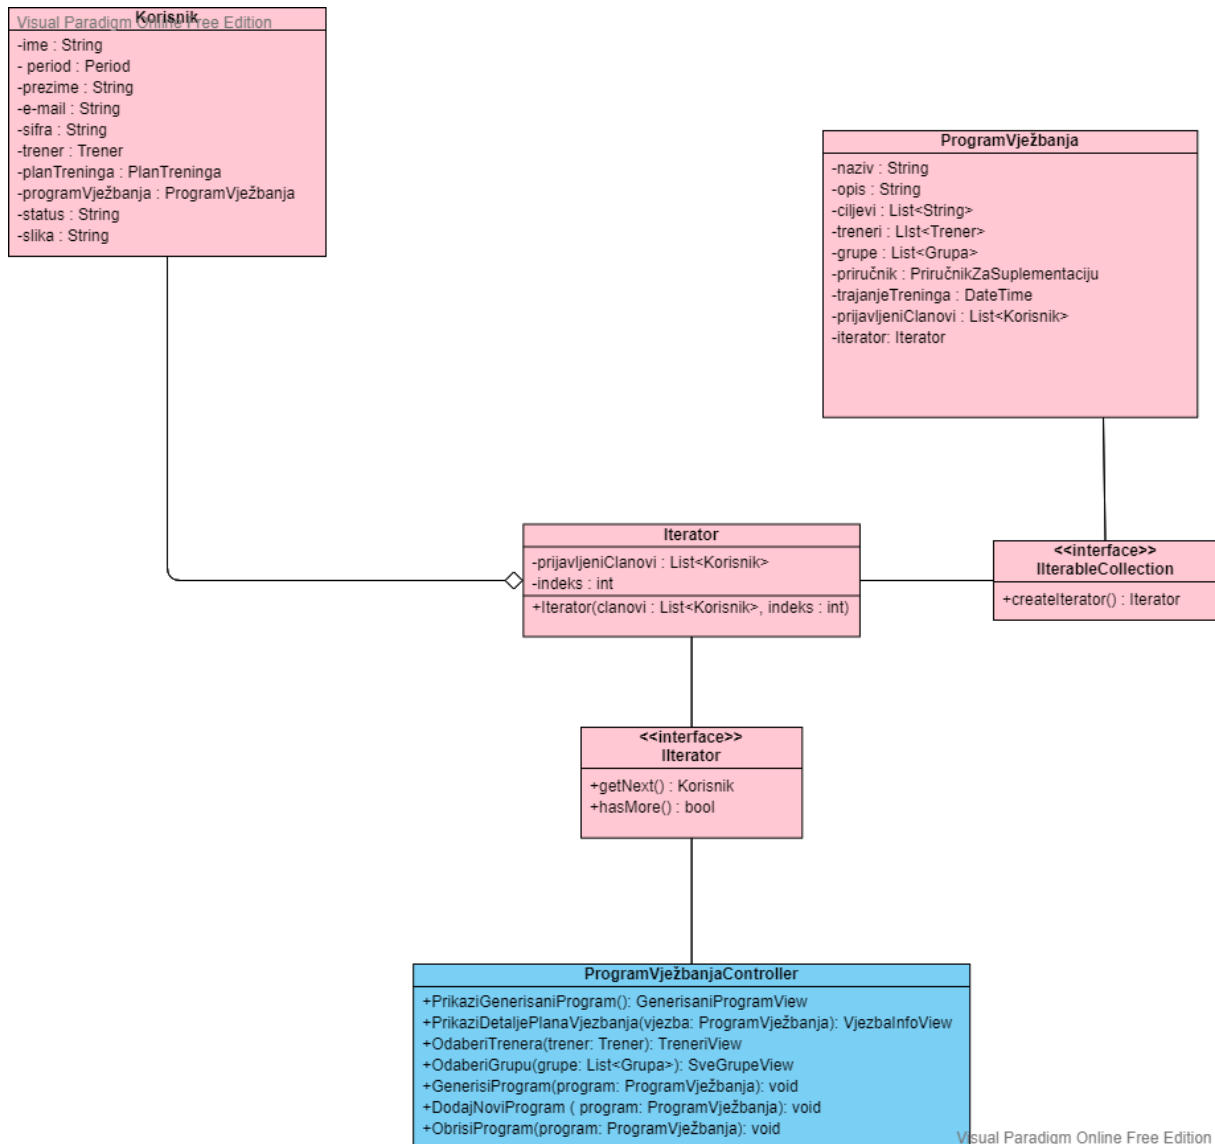 Visual Paradigm Online Free Edition
Korisnik
-ime : String
- period : Period
-prezime : String
-e-mail : String
-sifra : String
-trener : Trener
-planTreninga : PlanTreninga
-programVježbanja : ProgramVježbanja
-status : String
-slika : String
ProgramVježbanja
-naziv : String
-opis : String
-ciljevi : List<String>
-treneri : LIst<Trener>
-grupe : List<Grupa>
-priručnik : PriručnikZaSuplementaciju
-trajanjeTreninga : DateTime
-prijavljeniClanovi : List<Korisnik>
-iterator: Iterator
Iterator
-prijavljeniClanovi : List<Korisnik>
-indeks : int
+Iterator(clanovi : List<Korisnik>, indeks : int)
<<interface>>
IIterableCollection
+createIterator() : Iterator
<<interface>>
IIterator
+getNext() : Korisnik
+hasMore() : bool
ProgramVježbanjaController
+PrikaziGenerisaniProgram(): GenerisaniProgramView
+PrikaziDetaljePlanaVjezbanja(vjezba: ProgramVježbanja): VjezbaInfoView
+OdaberiTrenera(trener: Trener): TreneriView
+OdaberiGrupu(grupe: List<Grupa>): SveGrupeView
+GenerisiProgram(program: ProgramVježbanja): void
+DodajNoviProgram ( program: ProgramVježbanja): void
+ObrisiProgram(program: ProgramVježbanja): void
Visual Paradigm Online Free Edition